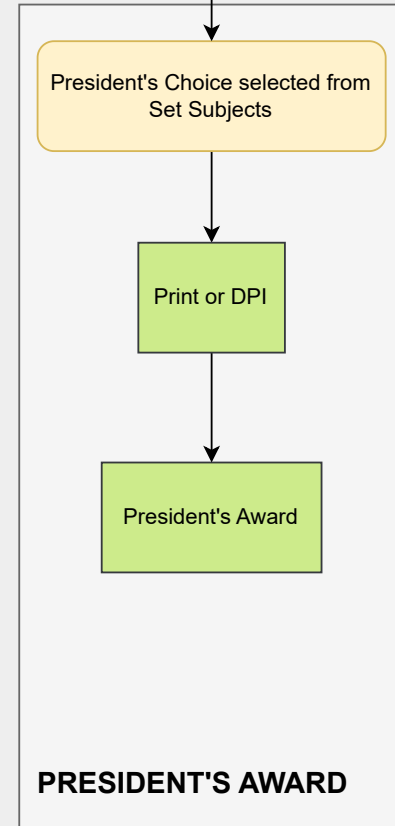 President's Choice selected from
Set Subjects
Print or DPI
President's Award
PRESIDENT'S AWARD